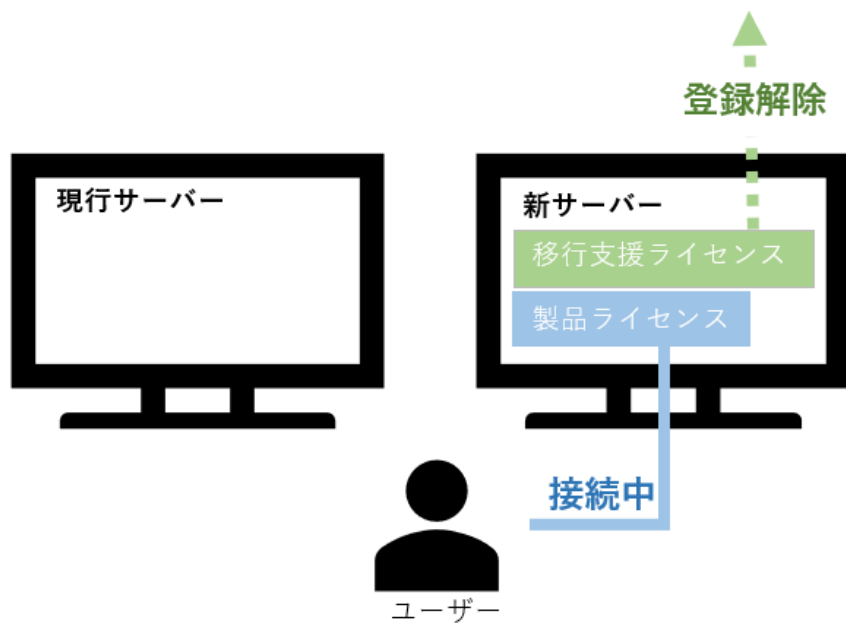 登録解除
現行サーバー
新サーバー
移行支援ライセンス
製品ライセンス
接続中
ユーザー